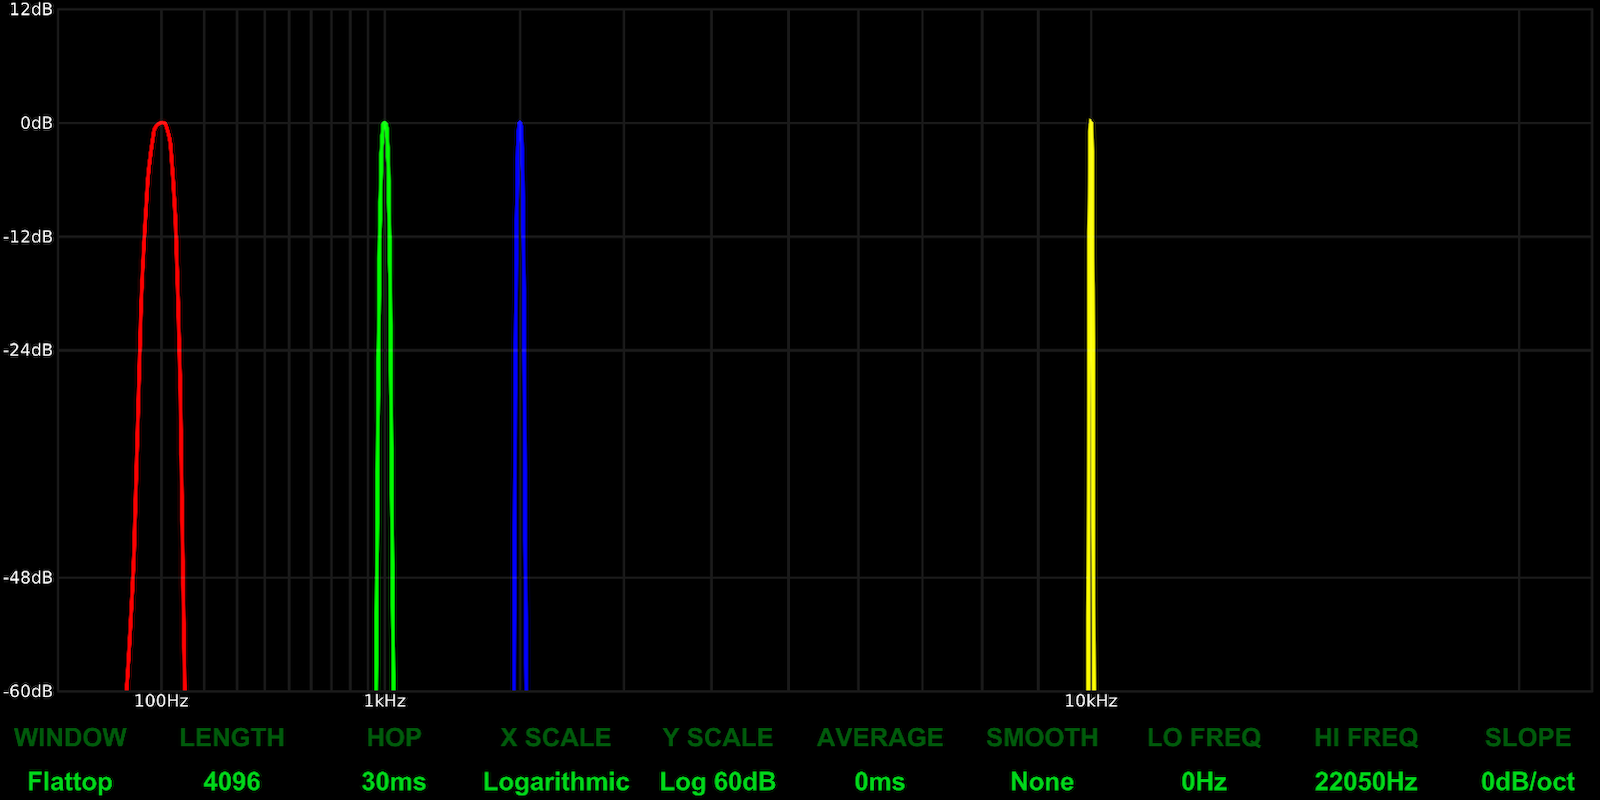 12dB
0dB
-12dB
-24dB
-48dB
-60dB
100Hz 1kHz 10kHz
WINDOW LENGTH HOP X SCALE Y SCALE AVERAGE SMOOTH LO FREQ HI FREQ SLOPE
Flattop 4096 30ms Logarithmic Log 60dB 0ms None 0Hz 22050Hz 0dB/oct